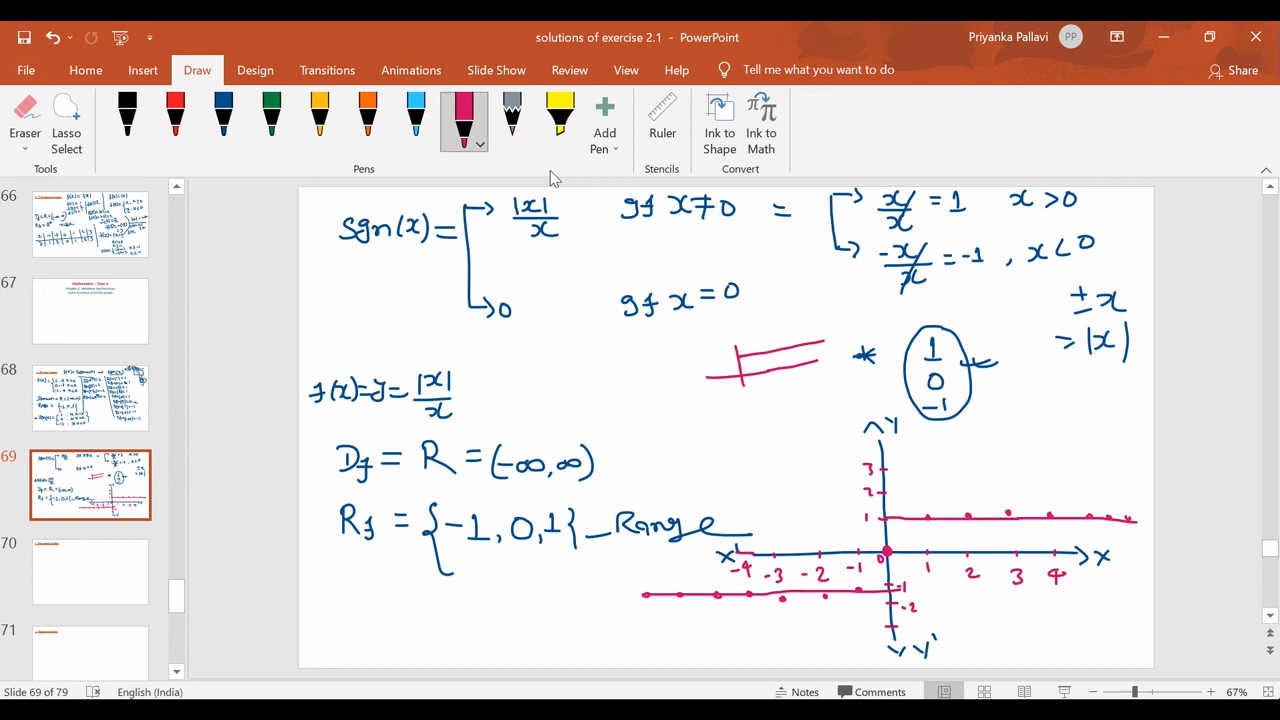 solutions of exercise 2.1 - PowerPoint
Priyanka Pallavi
PP
File Home Insert Draw Design Transitions Animations Slide Show Review View Help Tell me what you want to do Share
Eraser
Lasso Select
Add Pen
Ruler
Ink to Shape
Ink to Math
Tools
Pens
Stencils
Convert
66
67
68
69
70
71
Sgn(x) =
|x|/x if x≠0 = x/x = 1 x > 0
-x/x = -1 , x < 0
0 if x = 0
± x
= |x|
* 1
0
-1
f(x)=y= |x|/x
Df = R = (-∞,∞)
Rf = {-1, 0, 1} _ Range
Y
3
2
1
X' -4 -3 -2 -1 0 1 2 3 4 X
-1
-2
Y'
Slide 69 of 79 English (India) Notes Comments 67%